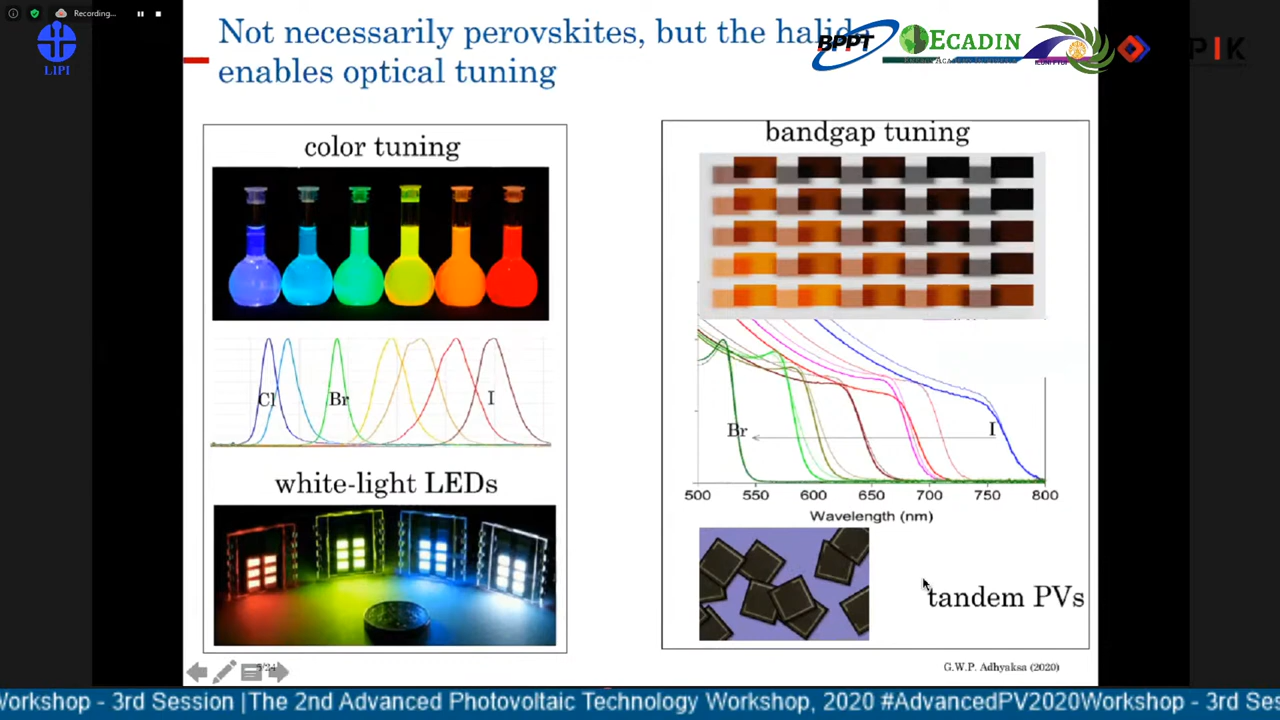 Recording...
LIPI
Not necessarily perovskites, but the halid
enables optical tuning
BPPT
ECADIN
color tuning
Cl
Br
I
white-light LEDs
bandgap tuning
Br
I
500 550 600 650 700 750 800
Wavelength (nm)
tandem PVs
G.W.P. Adhyaksa (2020)
Workshop - 3rd Session |The 2nd Advanced Photovoltaic Technology Workshop, 2020 #AdvancedPV2020Workshop - 3rd Ses